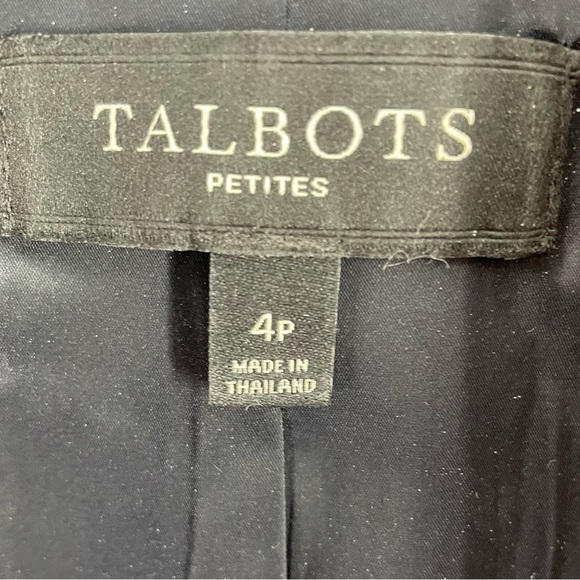 TALBOTS
PETITES
4P
MADE IN
THAILAND